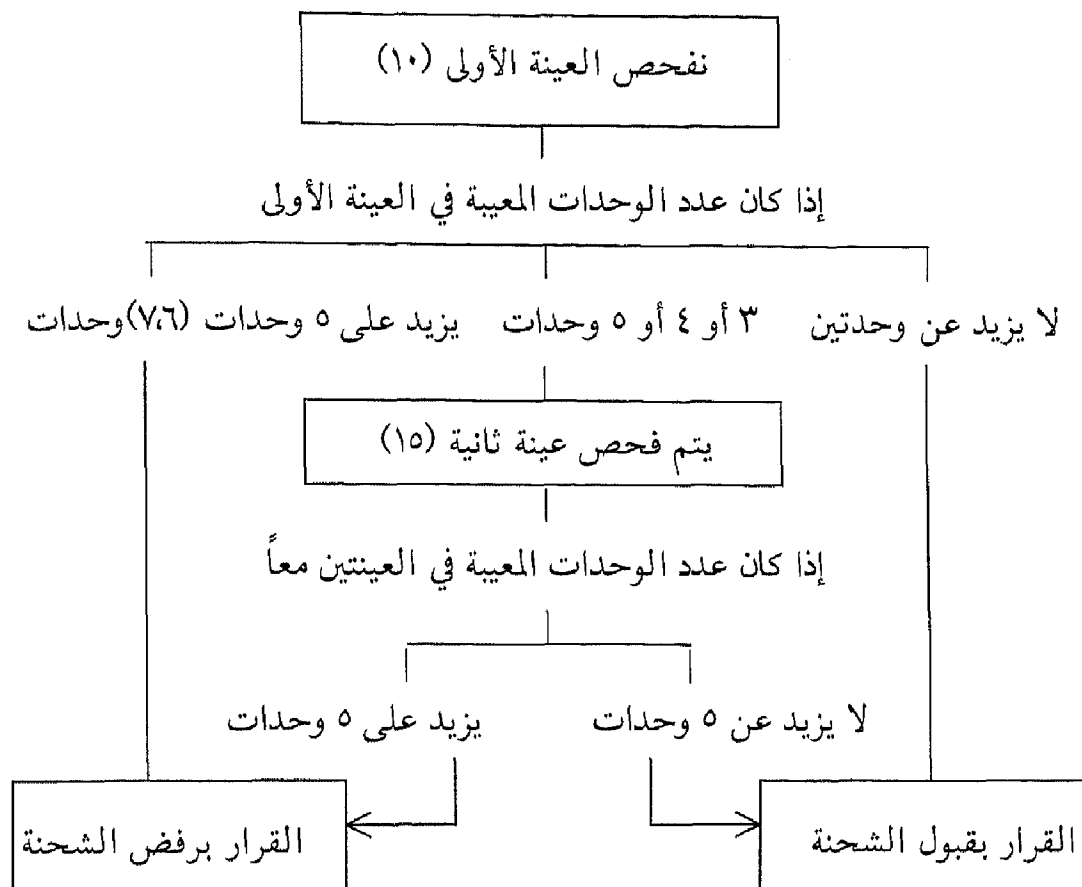 نفحص العينة الأولى (١٠)
إذا كان عدد الوحدات المعيبة في العينة الأولى
لا يزيد عن وحدتين
٣ أو ٤ أو ٥ وحدات
يزيد على ٥ وحدات (٧،٦)وحدات
يتم فحص عينة ثانية (١٥)
إذا كان عدد الوحدات المعيبة في العينتين معاً
لا يزيد عن ٥ وحدات
يزيد على ٥ وحدات
القرار بقبول الشحنة
القرار برفض الشحنة